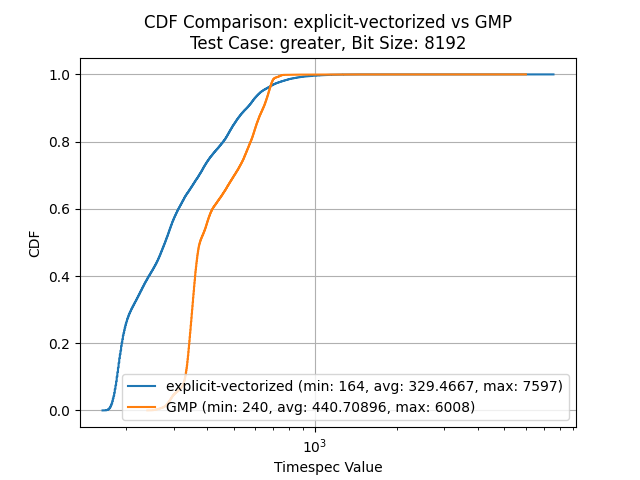 CDF Comparison: explicit-vectorized vs GMP
Test Case: greater, Bit Size: 8192
1.0
0.8
0.6
CDF
0.4
0.2
0.0
explicit-vectorized (min: 164, avg: 329.4667, max: 7597)
GMP (min: 240, avg: 440.70896, max: 6008)
10³
Timespec Value